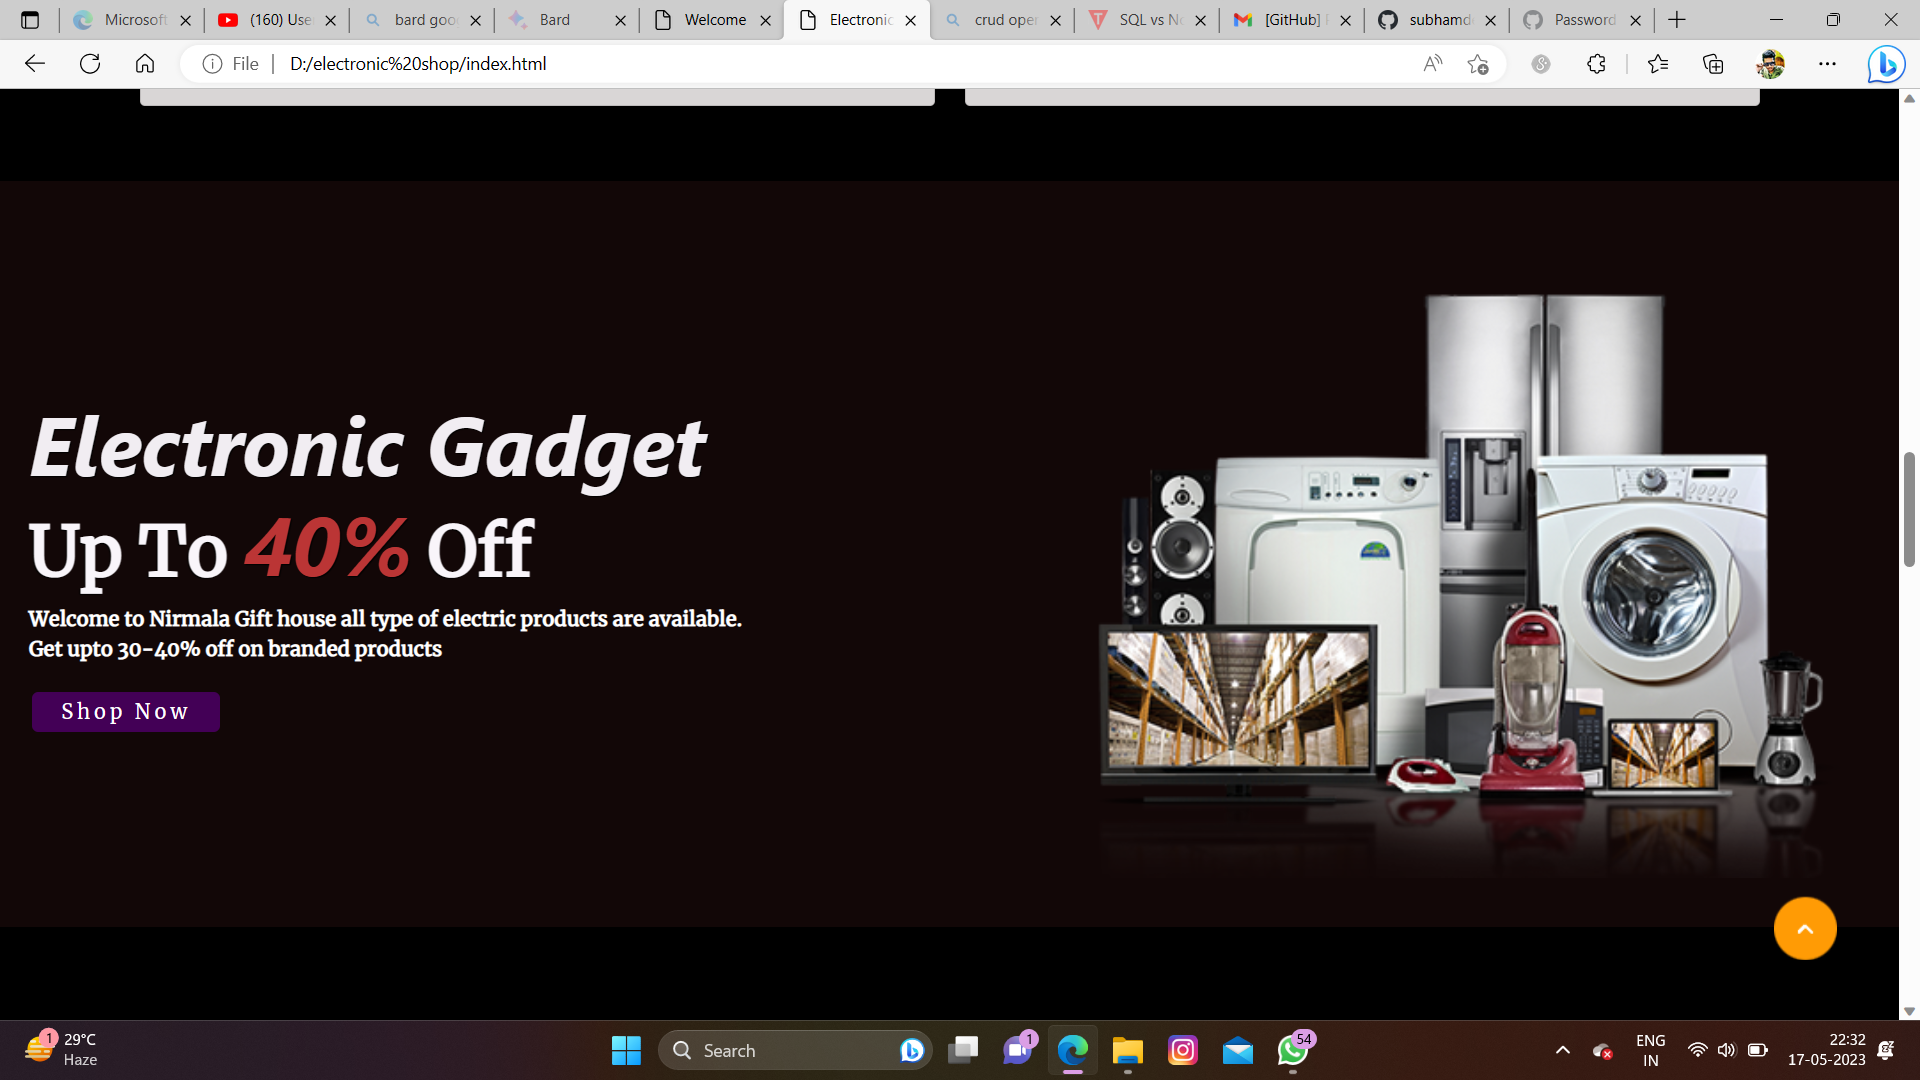 Microsoft
(160) Use
bard goo
Bard
Welcome
Electronic
crud oper
SQL vs No
[GitHub]
subhamd
Password
File
D:/electronic%20shop/index.html
Electronic Gadget
Up To 40% Off
Welcome to Nirmala Gift house all type of electric products are available.
Get upto 30-40% off on branded products
Shop Now
1
29°C
Haze
Search
1
54
ENG
IN
22:32
17-05-2023